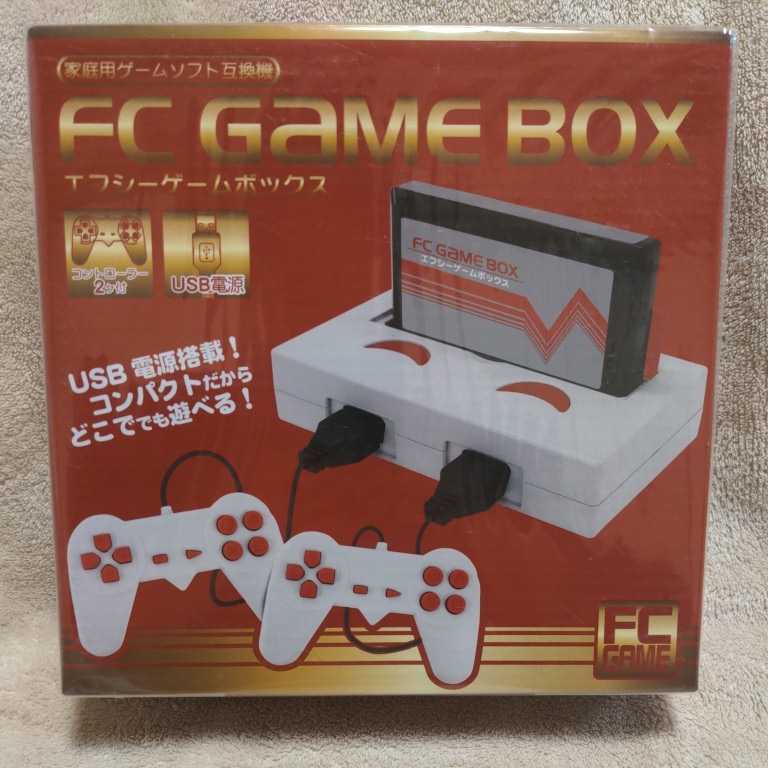 家庭用ゲームソフト互換機
FC GAME BOX
エフシーゲームボックス
コントローラー
2ヶ付
USB電源
USB 電源搭載！
コンパクトだから
どこででも遊べる！
FC GAME BOX
エフシーゲームボックス
FC
GAME